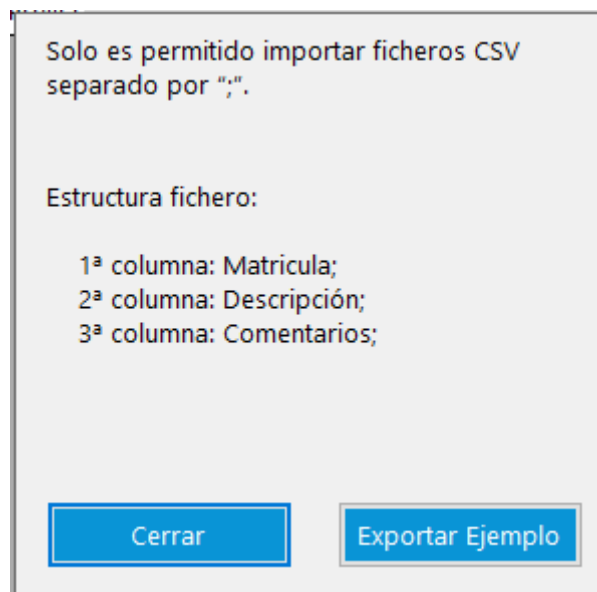 Solo es permitido importar ficheros CSV
separado por “;”.
Estructura fichero:
1ª columna: Matricula;
2ª columna: Descripción;
3ª columna: Comentarios;
Cerrar
Exportar Ejemplo